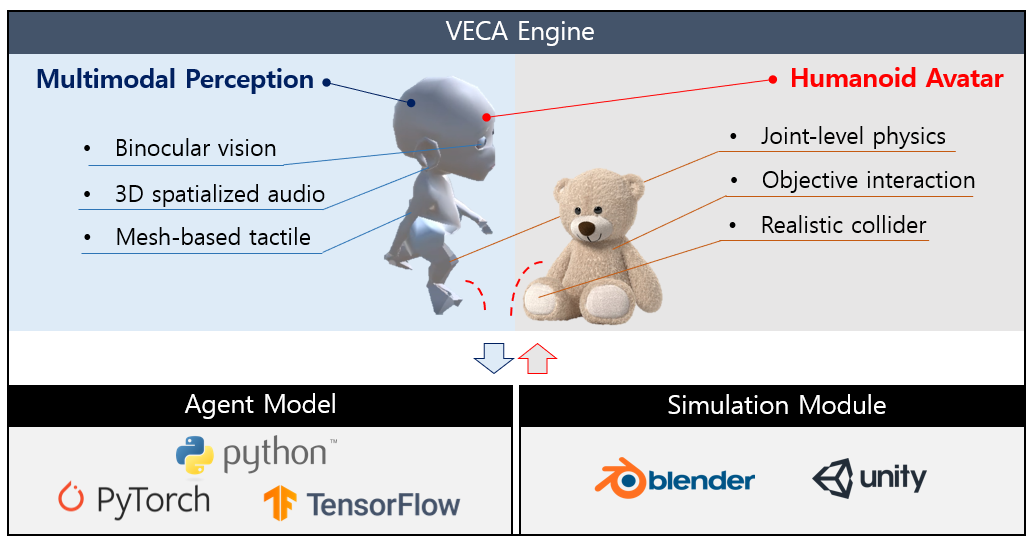 VECA Engine
Multimodal Perception
• Binocular vision
• 3D spatialized audio
• Mesh-based tactile
Humanoid Avatar
• Joint-level physics
• Objective interaction
• Realistic collider
Agent Model
python™
PyTorch
TensorFlow
Simulation Module
blender
unity